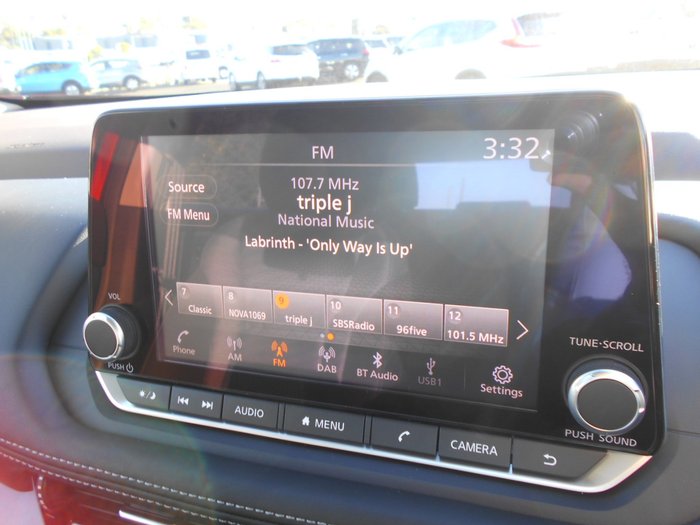 FM 3:32
Source
FM Menu
107.7 MHz
triple j
National Music
Labrinth - 'Only Way Is Up'
7 Classic
8 NOVA1069
9 triple j
10 SBSRadio
11 96five
12 101.5 MHz
Phone
AM
FM
DAB
BT Audio
USB1
Settings
VOL
PUSH
TUNE·SCROLL
PUSH SOUND
AUDIO
MENU
CAMERA